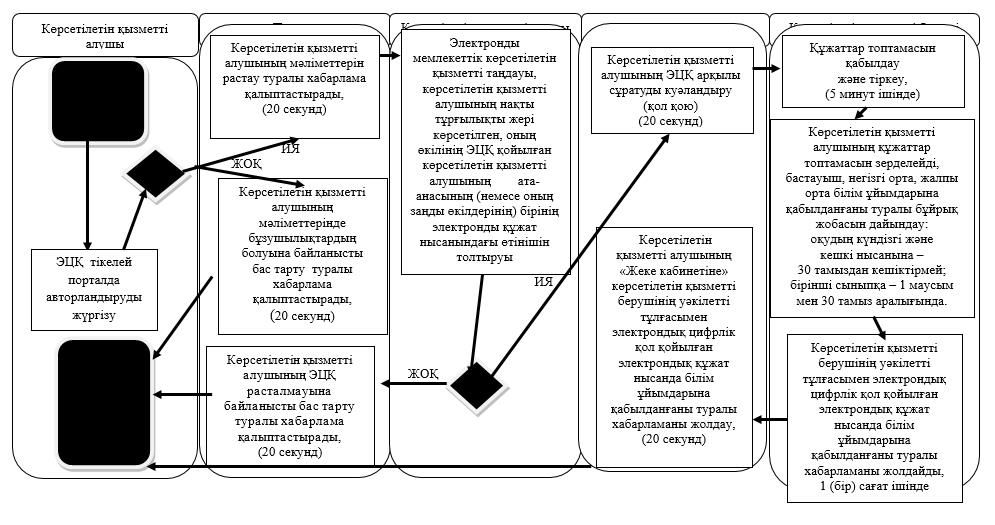 Көрсетілетін қызметті
алушы
Көрсетілетін қызметті
алушының мәліметтерін
растау туралы хабарлама
қалыптастырады,
(20 секунд)
ИЯ
ЖОҚ
Көрсетілетін қызметті
алушының
мәліметтерінде
бұзушылықтардың
болуына байланысты
бас тарту туралы
хабарлама
қалыптастырады,
(20 секунд)
ЭЦҚ тікелей
порталда
авторландыруды
жүргізу
Көрсетілетін қызметті
алушының ЭЦҚ
расталмауына
байланысты бас тарту
туралы хабарлама
қалыптастырады,
(20 секунд)
Электронды
мемлекеттік көрсетілетін
қызметті таңдауы,
көрсетілетін қызметті
алушының нақты
тұрғылықты жері
көрсетілген, оның
өкілінің ЭЦҚ қойылған
көрсетілетін қызметті
алушының ата-
анасының (немесе оның
заңды өкілдерінің) бірінің
электронды құжат
нысанындағы өтінішін
толтыруы
ИЯ
ЖОҚ
Көрсетілетін қызметті
алушының ЭЦҚ арқылы
сұратуды куәландыру
(қол қою)
(20 секунд)
Көрсетілетін
қызметті алушының
«Жеке кабинетіне»
көрсетілетін қызметті
берушінің уәкілетті
тұлғасымен
электрондық цифрлік
қол қойылған
электрондық құжат
нысанда білім
ұйымдарына
қабылданғаны туралы
хабарламаны жолдау,
(20 секунд)
Құжаттар топтамасын
қабылдау
және тіркеу,
(5 минут ішінде)
Көрсетілетін қызметті
алушының құжаттар
топтамасын зерделейді,
бастауыш, негізгі орта, жалпы
орта білім ұйымдарына
қабылданғаны туралы бұйрық
жобасын дайындау:
оқудың күндізгі және
кешкі нысанына –
30 тамыздан кешіктірмей;
бірінші сыныпқа – 1 маусым
мен 30 тамыз аралығында.
Көрсетілетін қызметті
берушінің уәкілетті
тұлғасымен электрондық
цифрлік қол қойылған
электрондық құжат
нысанда білім
ұйымдарына
қабылданғаны туралы
хабарламаны жолдайды,
1 (бір) сағат ішінде